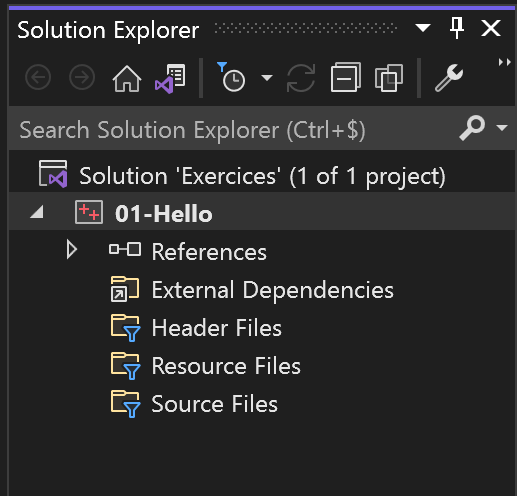 Solution Explorer
Search Solution Explorer (Ctrl+$)
Solution 'Exercices' (1 of 1 project)
01-Hello
References
External Dependencies
Header Files
Resource Files
Source Files